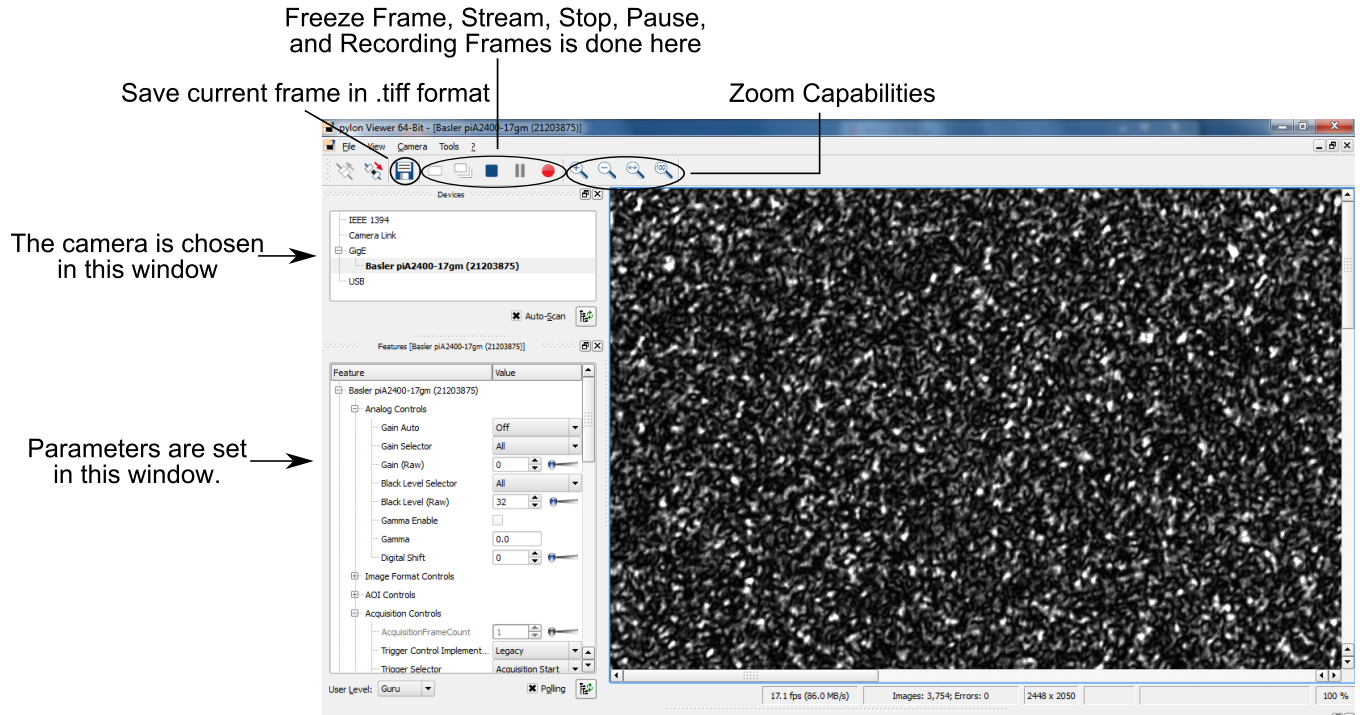 Freeze Frame, Stream, Stop, Pause,
and Recording Frames is done here
Save current frame in .tiff format
Zoom Capabilities
pylon Viewer 64-Bit - [Basler piA2400-17gm (21203875)]
File View Camera Tools ?
100
Devices
IEEE 1394
Camera Link
GigE
Basler piA2400-17gm (21203875)
USB
The camera is chosen
in this window
Auto-Scan
Features [Basler piA2400-17gm (21203875)]
Feature Value
Basler piA2400-17gm (21203875)
Analog Controls
Gain Auto Off
Gain Selector All
Gain (Raw) 0
Black Level Selector All
Black Level (Raw) 32
Gamma Enable
Gamma 0.0
Digital Shift 0
Image Format Controls
AOI Controls
Acquisition Controls
AcquisitionFrameCount 1
Trigger Control Implement... Legacy
Trigger Selector Acquisition Start
Parameters are set
in this window.
User Level: Guru Polling
17.1 fps (86.0 MB/s) Images: 3,754; Errors: 0 2448 x 2050 100 %